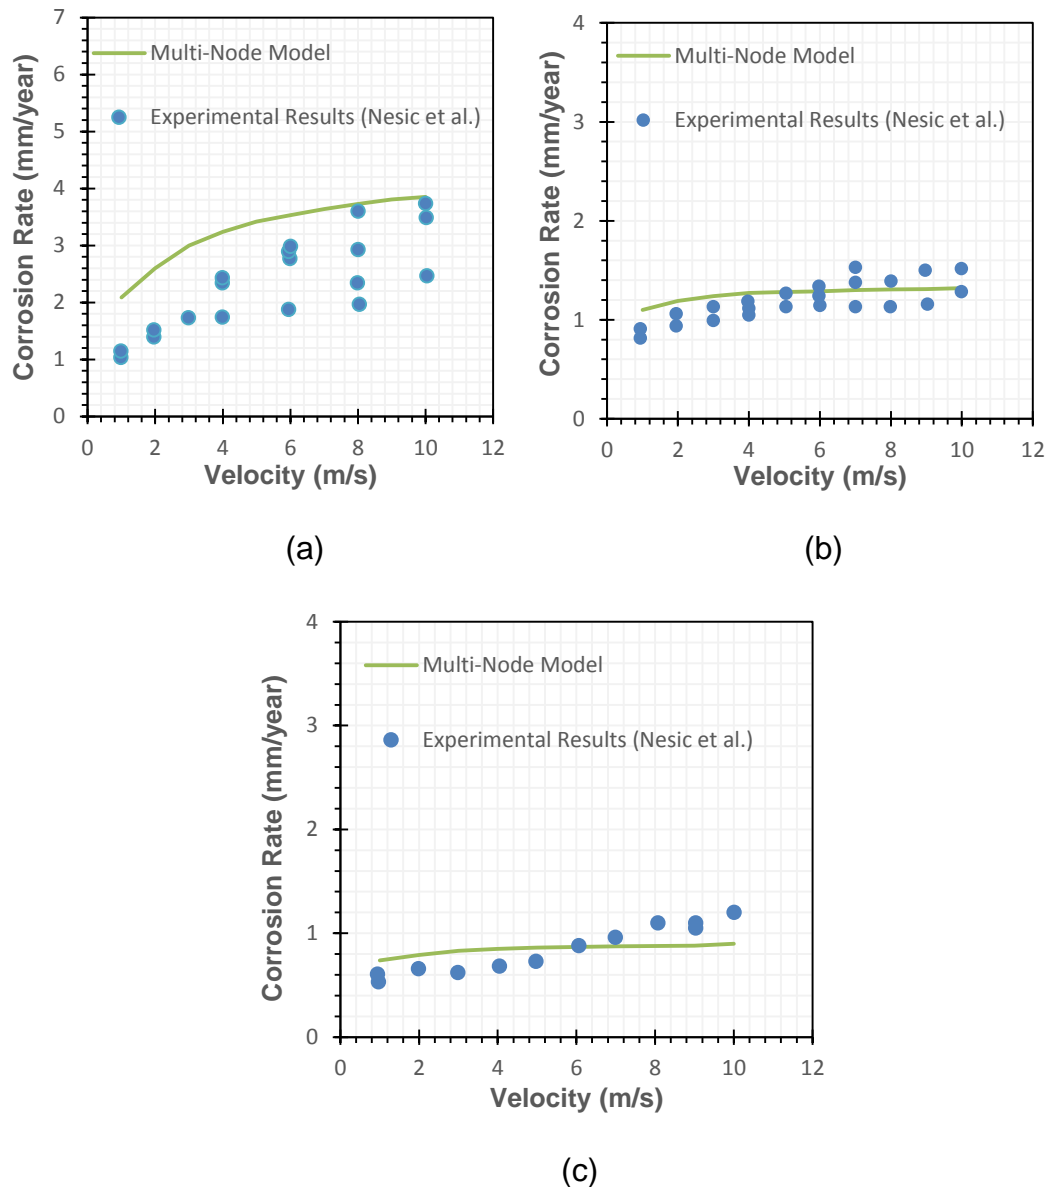 7
6
5
4
3
2
1
0
Corrosion Rate (mm/year)
Multi-Node Model
Experimental Results (Nesic et al.)
0 2 4 6 8 10 12
Velocity (m/s)
(a)
4
3
2
1
0
Corrosion Rate (mm/year)
Multi-Node Model
Experimental Results (Nesic et al.)
0 2 4 6 8 10 12
Velocity (m/s)
(b)
4
3
2
1
0
Corrosion Rate (mm/year)
Multi-Node Model
Experimental Results (Nesic et al.)
0 2 4 6 8 10 12
Velocity (m/s)
(c)